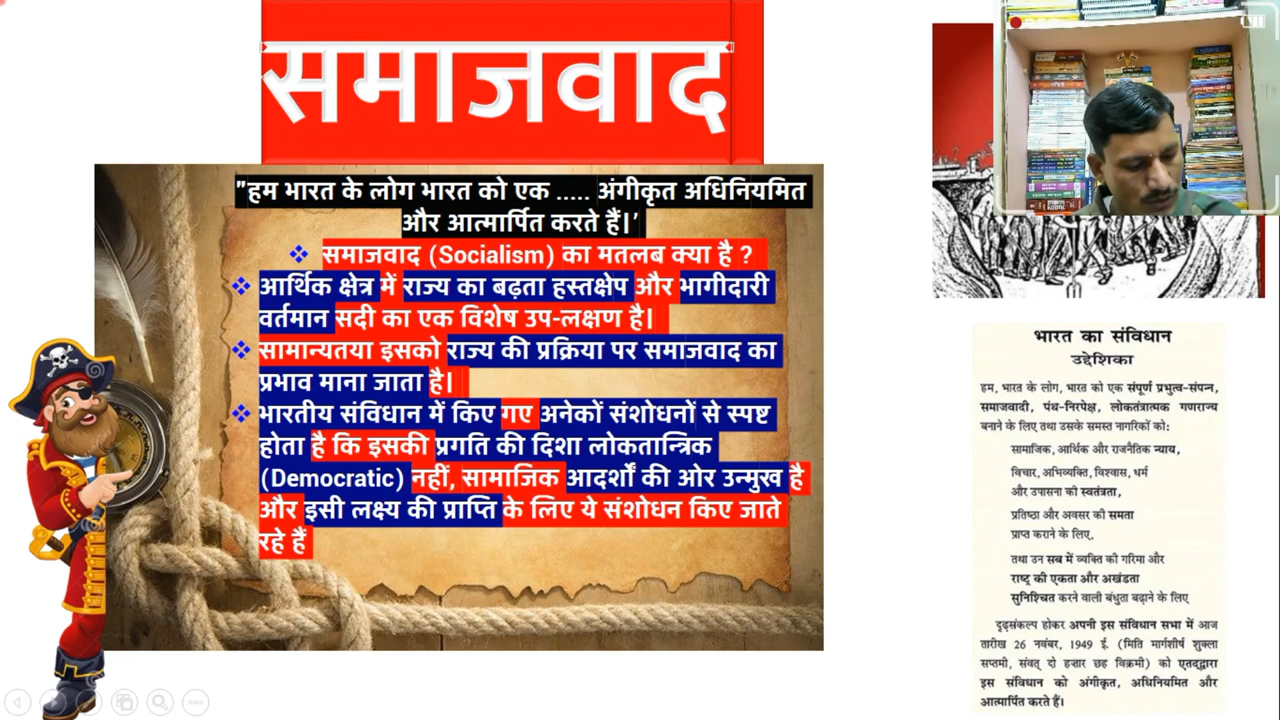 समाजवाद
"हम भारत के लोग भारत को एक ..... अंगीकृत अधिनियमित
और आत्मार्पित करते हैं।’
समाजवाद (Socialism) का मतलब क्या है ?
आर्थिक क्षेत्र में राज्य का बढ़ता हस्तक्षेप और भागीदारी
वर्तमान सदी का एक विशेष उप-लक्षण है।
सामान्यतया इसको राज्य की प्रक्रिया पर समाजवाद का
प्रभाव माना जाता है।
भारतीय संविधान में किए गए अनेकों संशोधनों से स्पष्ट
होता है कि इसकी प्रगति की दिशा लोकतान्त्रिक
(Democratic) नहीं, सामाजिक आदर्शों की ओर उन्मुख है
और इसी लक्ष्य की प्राप्ति के लिए ये संशोधन किए जाते
रहे हैं
भारत का संविधान
उद्देशिका
हम, भारत के लोग, भारत को एक संपूर्ण प्रभुत्व-संपन्न,
समाजवादी, पंथ-निरपेक्ष, लोकतंत्रात्मक गणराज्य
बनाने के लिए तथा उसके समस्त नागरिकों को:
सामाजिक, आर्थिक और राजनैतिक न्याय,
विचार, अभिव्यक्ति, विश्वास, धर्म
और उपासना की स्वतंत्रता,
प्रतिष्ठा और अवसर की समता
प्राप्त कराने के लिए,
तथा उन सब में व्यक्ति की गरिमा और
राष्ट्र की एकता और अखंडता
सुनिश्चित करने वाली बंधुता बढ़ाने के लिए
दृढ़संकल्प होकर अपनी इस संविधान सभा में आज
तारीख 26 नवंबर, 1949 ई. (मिति मार्गशीर्ष शुक्ला
सप्तमी, संवत् दो हज़ार छह विक्रमी) को एतद्द्वारा
इस संविधान को अंगीकृत, अधिनियमित और
आत्मार्पित करते हैं।